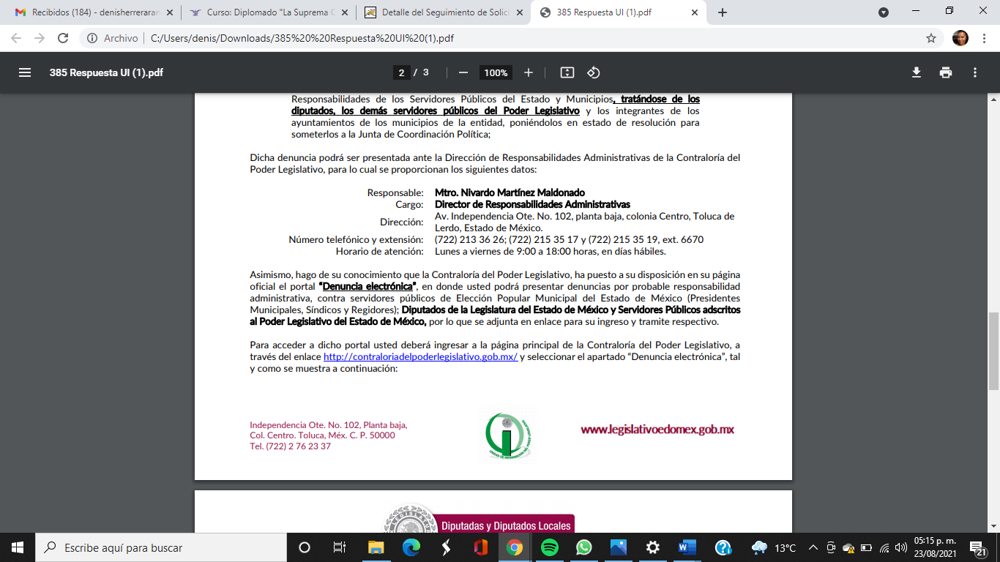 Recibidos (184) - denisherreraran
Curso: Diplomado "La Suprema C
Detalle del Seguimiento de Solici
385 Respuesta UI (1).pdf
Archivo
C:/Users/denis/Downloads/385%20%20Respuesta%20UI%20(1).pdf
385 Respuesta UI (1).pdf
2 / 3
100%
Responsabilidades de los Servidores Públicos del Estado y Municipios, tratándose de los
diputados, los demás servidores públicos del Poder Legislativo y los integrantes de los
ayuntamientos de los municipios de la entidad, poniéndolos en estado de resolución para
someterlos a la Junta de Coordinación Política;
Dicha denuncia podrá ser presentada ante la Dirección de Responsabilidades Administrativas de la Contraloría del
Poder Legislativo, para lo cual se proporcionan los siguientes datos:
Responsable: Mtro. Nivardo Martínez Maldonado
Cargo: Director de Responsabilidades Administrativas
Dirección: Av. Independencia Ote. No. 102, planta baja, colonia Centro, Toluca de
Lerdo, Estado de México.
Número telefónico y extensión: (722) 213 36 26; (722) 215 35 17 y (722) 215 35 19, ext. 6670
Horario de atención: Lunes a viernes de 9:00 a 18:00 horas, en días hábiles.
Asimismo, hago de su conocimiento que la Contraloría del Poder Legislativo, ha puesto a su disposición en su página
oficial el portal “Denuncia electrónica”, en donde usted podrá presentar denuncias por probable responsabilidad
administrativa, contra servidores públicos de Elección Popular Municipal del Estado de México (Presidentes
Municipales, Síndicos y Regidores); Diputados de la Legislatura del Estado de México y Servidores Públicos adscritos
al Poder Legislativo del Estado de México, por lo que se adjunta en enlace para su ingreso y tramite respectivo.
Para acceder a dicho portal usted deberá ingresar a la página principal de la Contraloría del Poder Legislativo, a
través del enlace http://contraloriadelpoderlegislativo.gob.mx/ y seleccionar el apartado “Denuncia electrónica”, tal
y como se muestra a continuación:
Independencia Ote. No. 102, Planta baja,
Col. Centro. Toluca, Méx. C. P. 50000
Tel. (722) 2 76 23 37
www.legislativoedomex.gob.mx
Diputadas y Diputados Locales
Escribe aquí para buscar
13°C
05:15 p. m.
23/08/2021
21